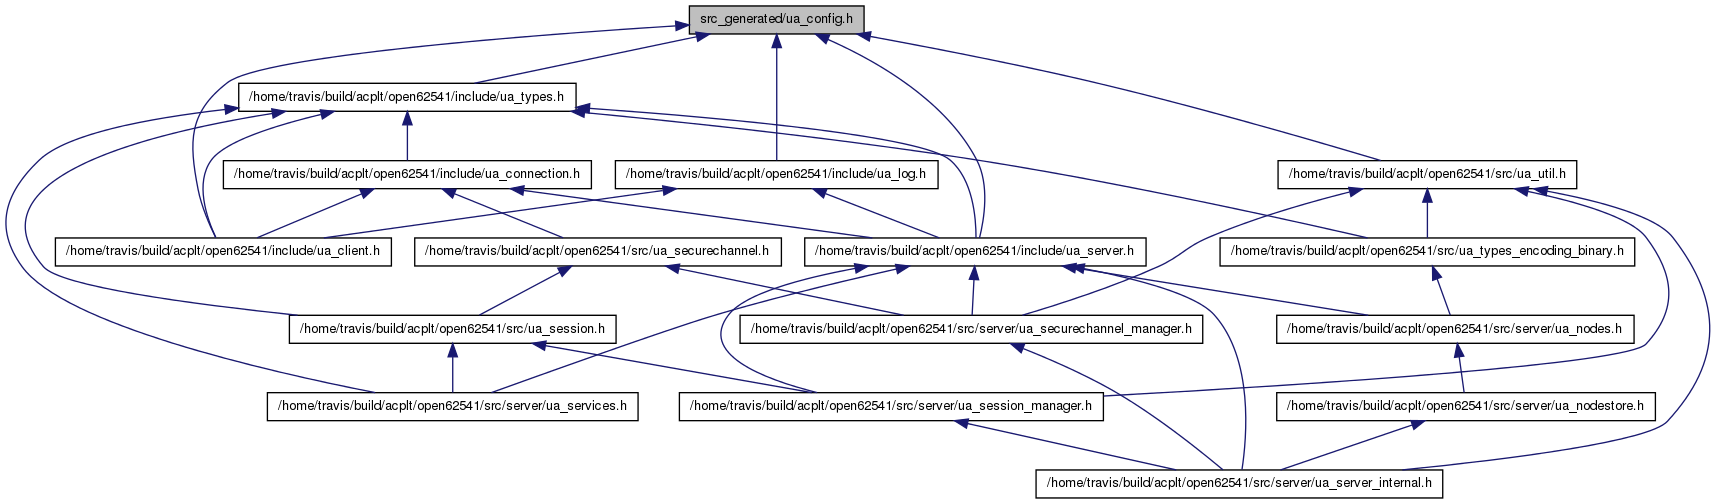 src_generated/ua_config.h
/home/travis/build/acplt/open62541/include/ua_types.h
/home/travis/build/acplt/open62541/include/ua_connection.h
/home/travis/build/acplt/open62541/include/ua_log.h
/home/travis/build/acplt/open62541/src/ua_util.h
/home/travis/build/acplt/open62541/include/ua_client.h
/home/travis/build/acplt/open62541/src/ua_securechannel.h
/home/travis/build/acplt/open62541/include/ua_server.h
/home/travis/build/acplt/open62541/src/ua_types_encoding_binary.h
/home/travis/build/acplt/open62541/src/ua_session.h
/home/travis/build/acplt/open62541/src/server/ua_securechannel_manager.h
/home/travis/build/acplt/open62541/src/server/ua_nodes.h
/home/travis/build/acplt/open62541/src/server/ua_services.h
/home/travis/build/acplt/open62541/src/server/ua_session_manager.h
/home/travis/build/acplt/open62541/src/server/ua_nodestore.h
/home/travis/build/acplt/open62541/src/server/ua_server_internal.h